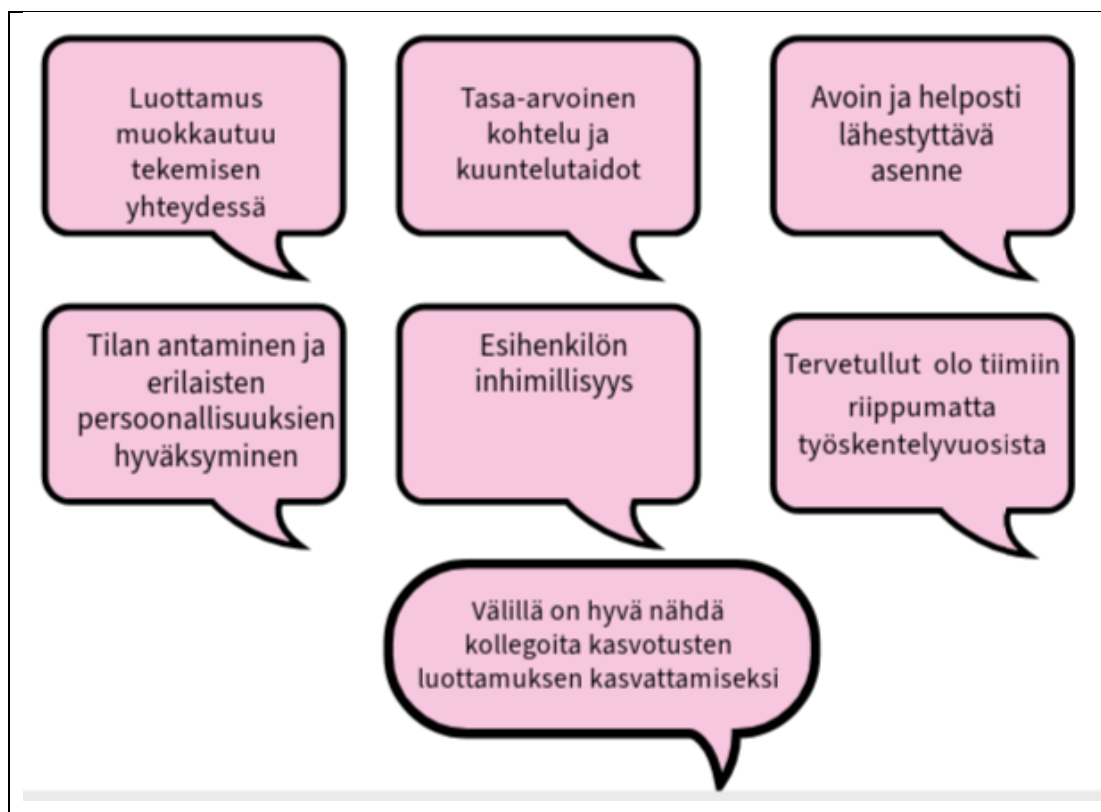 Luottamus
muokkautuu
tekemisen
yhteydessä
Tasa-arvoinen
kohtelu ja
kuuntelutaidot
Avoin ja helposti
lähestyttävä
asenne
Tilan antaminen ja
erilaisten
persoonallisuuksien
hyväksyminen
Esihenkilön
inhimillisyys
Tervetullut olo tiimiin
riippumatta
työskentelyvuosista
Välillä on hyvä nähdä
kollegoita kasvotusten
luottamuksen kasvattamiseksi